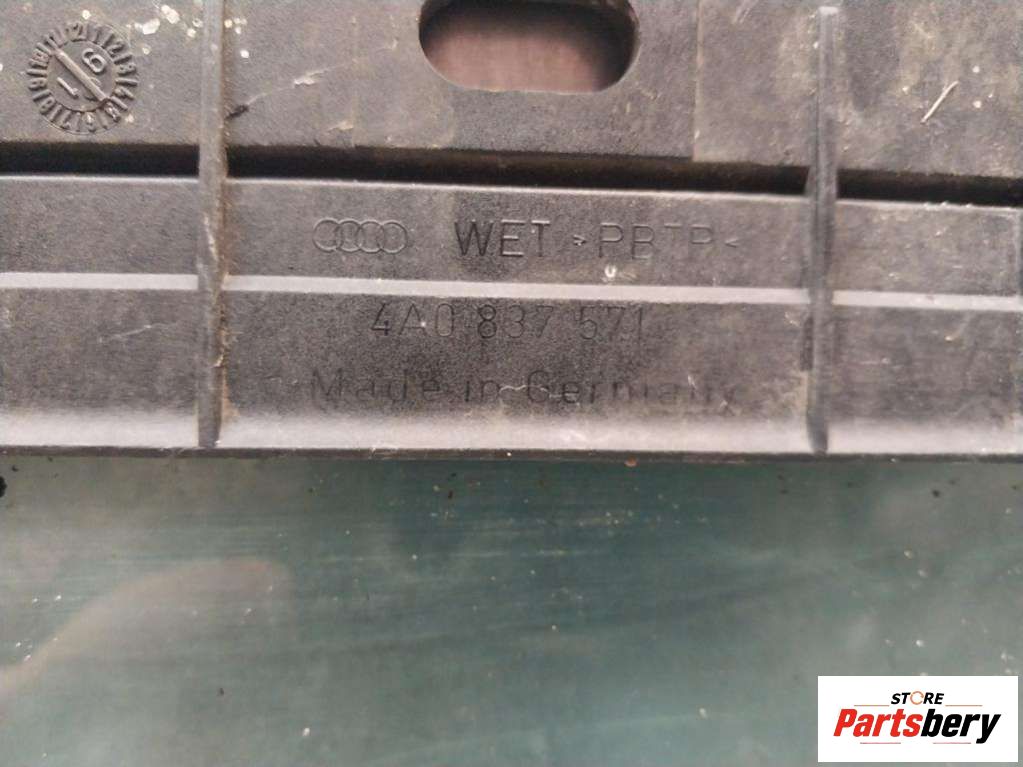 WET >PBTP<
4A0 837 571
Made in Germany
STORE
Partsbery